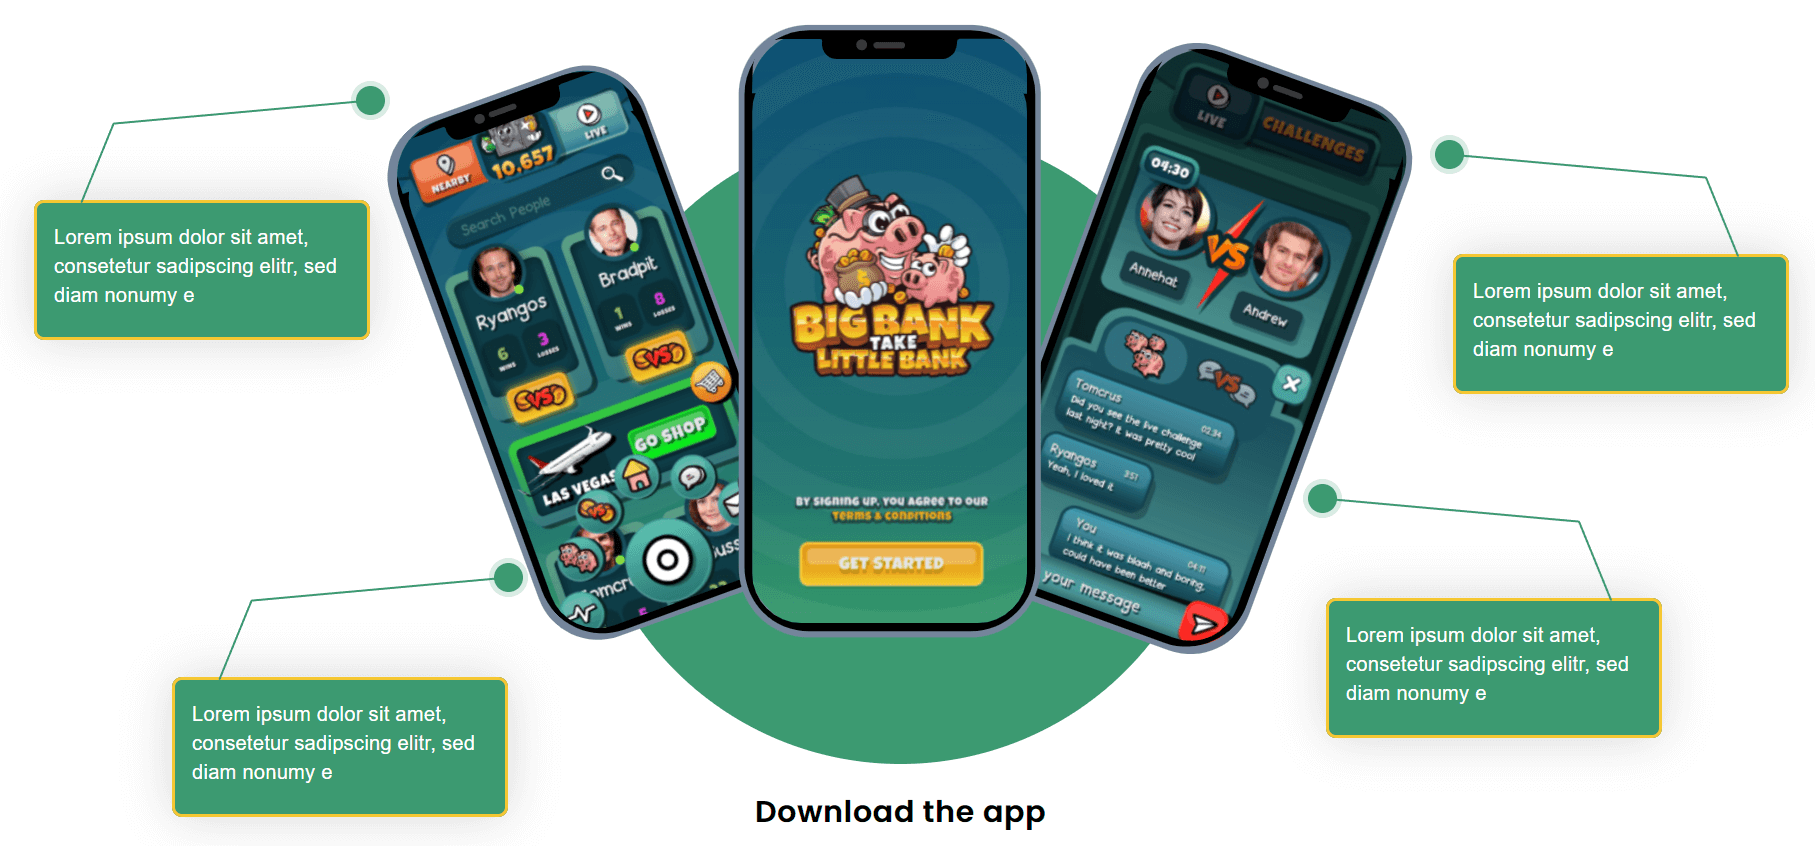 Lorem ipsum dolor sit amet,
consetetur sadipscing elitr, sed
diam nonumy e
Lorem ipsum dolor sit amet,
consetetur sadipscing elitr, sed
diam nonumy e
NEARBY
10,657
LIVE
Search People
Ryangos
6 WINS
3 LOSSES
VS
Bradpit
1 WINS
8 LOSSES
VS
LAS VEGAS
GO SHOP
BIG BANK
TAKE
LITTLE BANK
BY SIGNING UP, YOU AGREE TO OUR
TERMS & CONDITIONS
GET STARTED
LIVE
CHALLENGES
04:30
Annehat
VS
Andrew
VS
Tomcrus
Did you see the live challenge
last night? It was pretty cool
02:34
Ryangos
3:51
Yeah, I loved it
You
I think it was blaah and boring,
could have been better
04:11
your message
Lorem ipsum dolor sit amet,
consetetur sadipscing elitr, sed
diam nonumy e
Lorem ipsum dolor sit amet,
consetetur sadipscing elitr, sed
diam nonumy e
Download the app